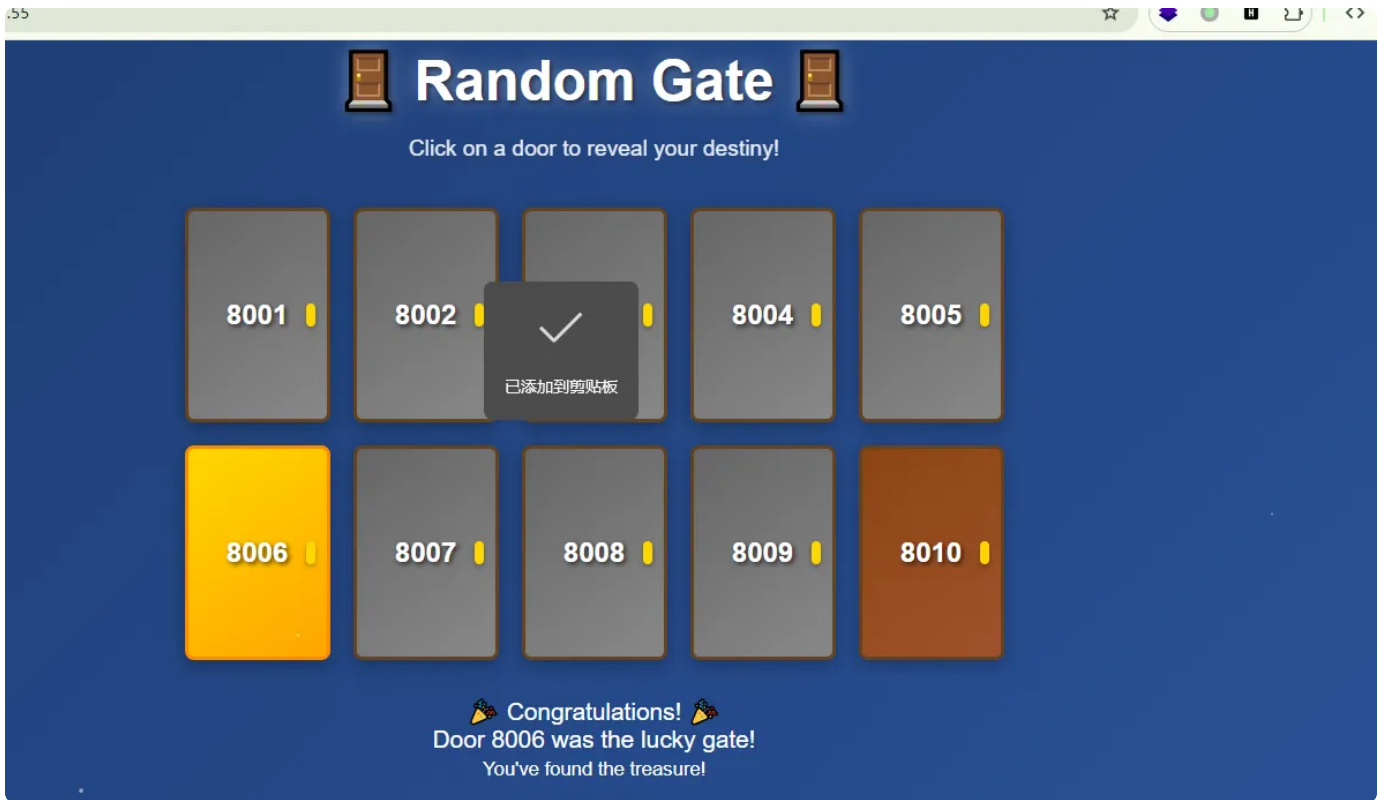 .55
Random Gate
Click on a door to reveal your destiny!
8001 8002 8004 8005
已添加到剪贴板
8006 8007 8008 8009 8010
Congratulations!
Door 8006 was the lucky gate!
You've found the treasure!